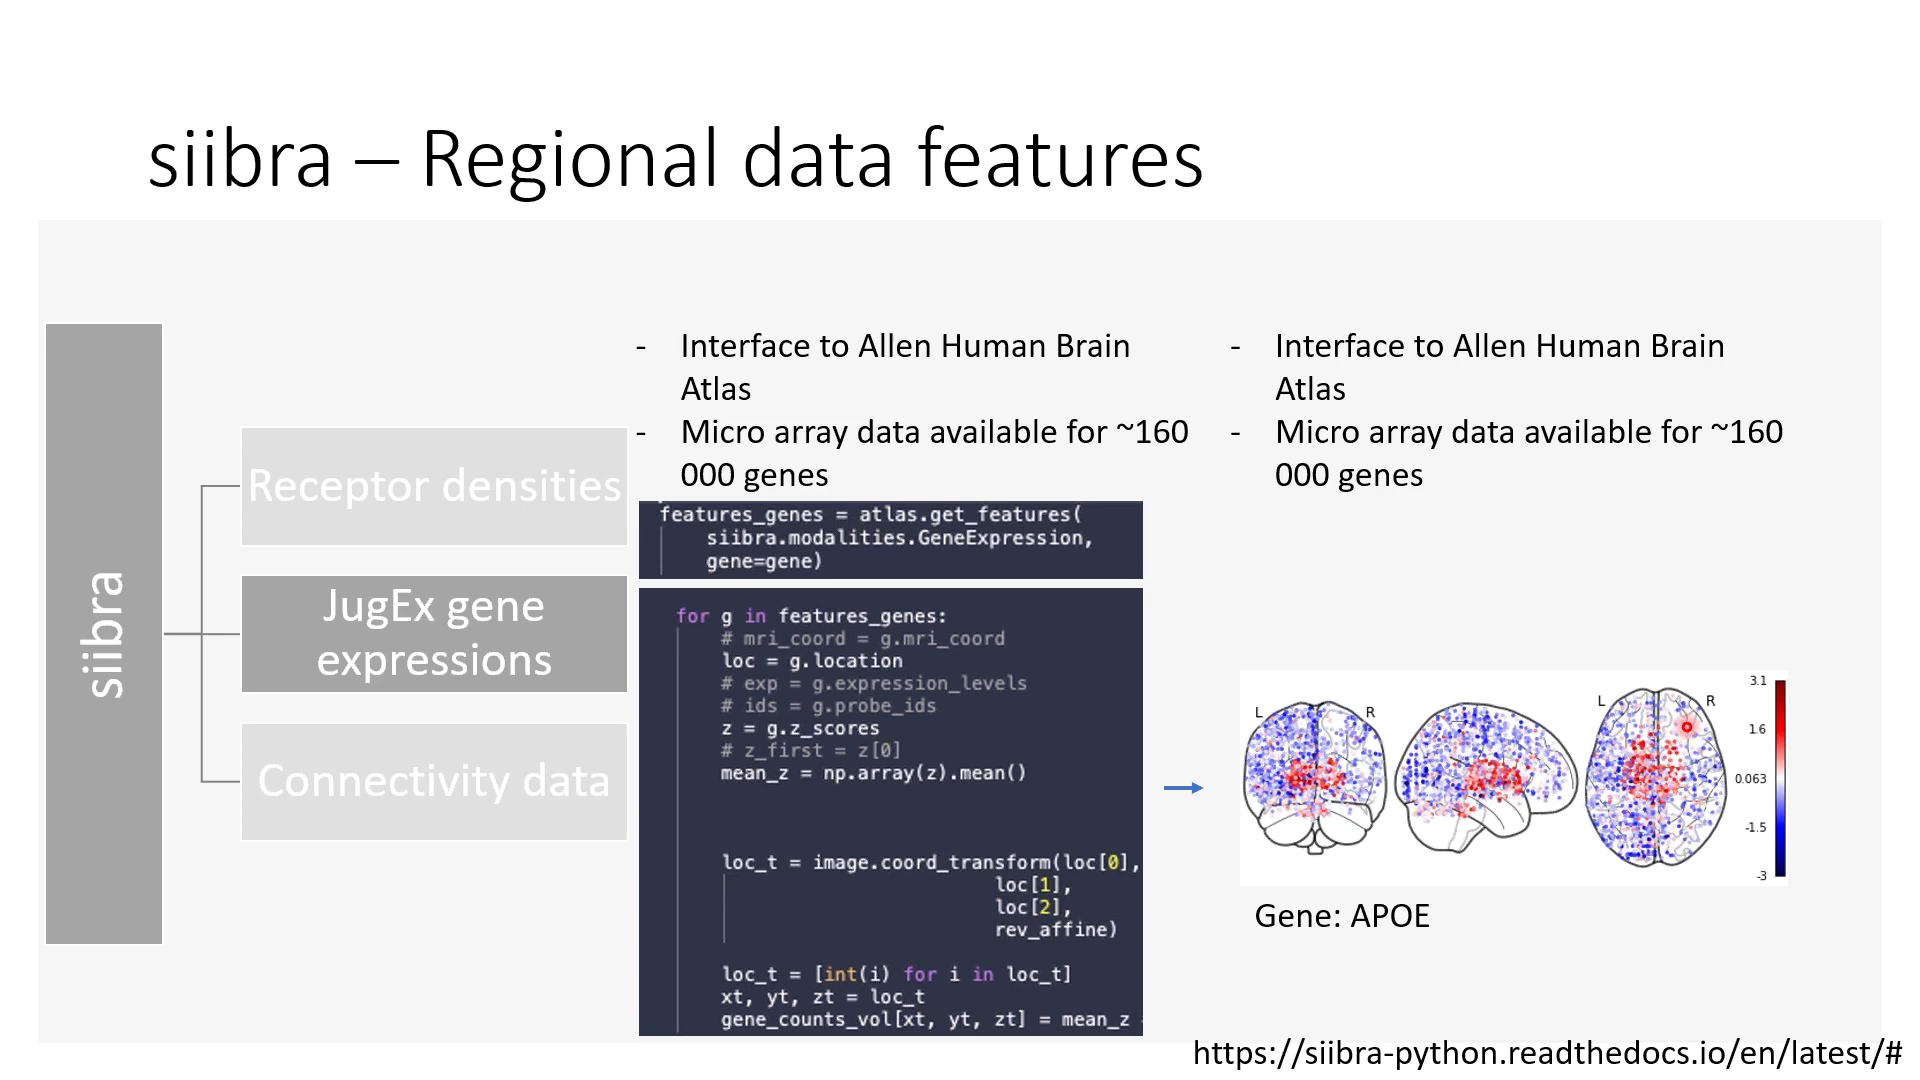 siibra – Regional data features
siibra
Receptor densities
JugEx gene
expressions
Connectivity data
- Interface to Allen Human Brain
Atlas
- Micro array data available for ~160
000 genes
features_genes = atlas.get_features(
siibra.modalities.GeneExpression,
gene=gene)
for g in features_genes:
# mri_coord = g.mri_coord
loc = g.location
# exp = g.expression_levels
# ids = g.probe_ids
z = g.z_scores
# z_first = z[0]
mean_z = np.array(z).mean()
loc_t = image.coord_transform(loc[0],
loc[1],
loc[2],
rev_affine)
loc_t = [int(i) for i in loc_t]
xt, yt, zt = loc_t
gene_counts_vol[xt, yt, zt] = mean_z
- Interface to Allen Human Brain
Atlas
- Micro array data available for ~160
000 genes
L R
L R
3.1
1.6
0.063
-1.5
-3
Gene: APOE
https://siibra-python.readthedocs.io/en/latest/#